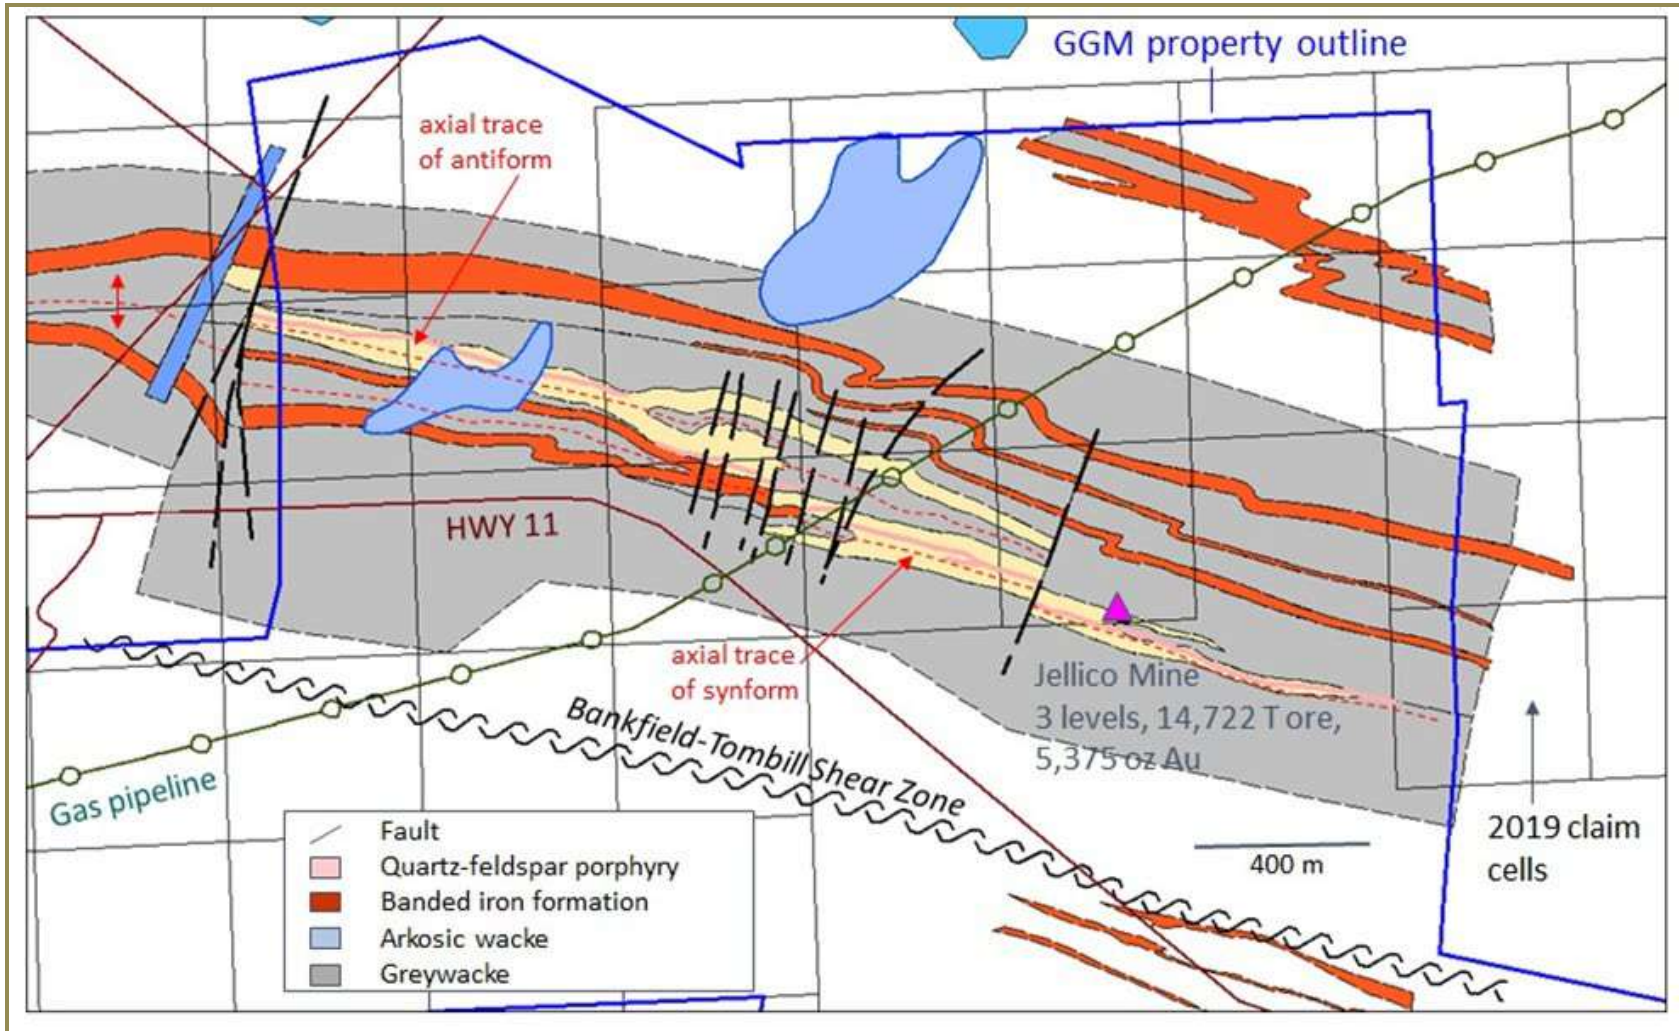 GGM property outline
axial trace
of antiform
HWY 11
axial trace
of synform
Jellico Mine
3 levels, 14,722 T ore,
5,375 oz Au
Bankfield-Tombill Shear Zone
Gas pipeline
Fault
Quartz-feldspar porphyry
Banded iron formation
Arkosic wacke
Greywacke
400 m
2019 claim
cells